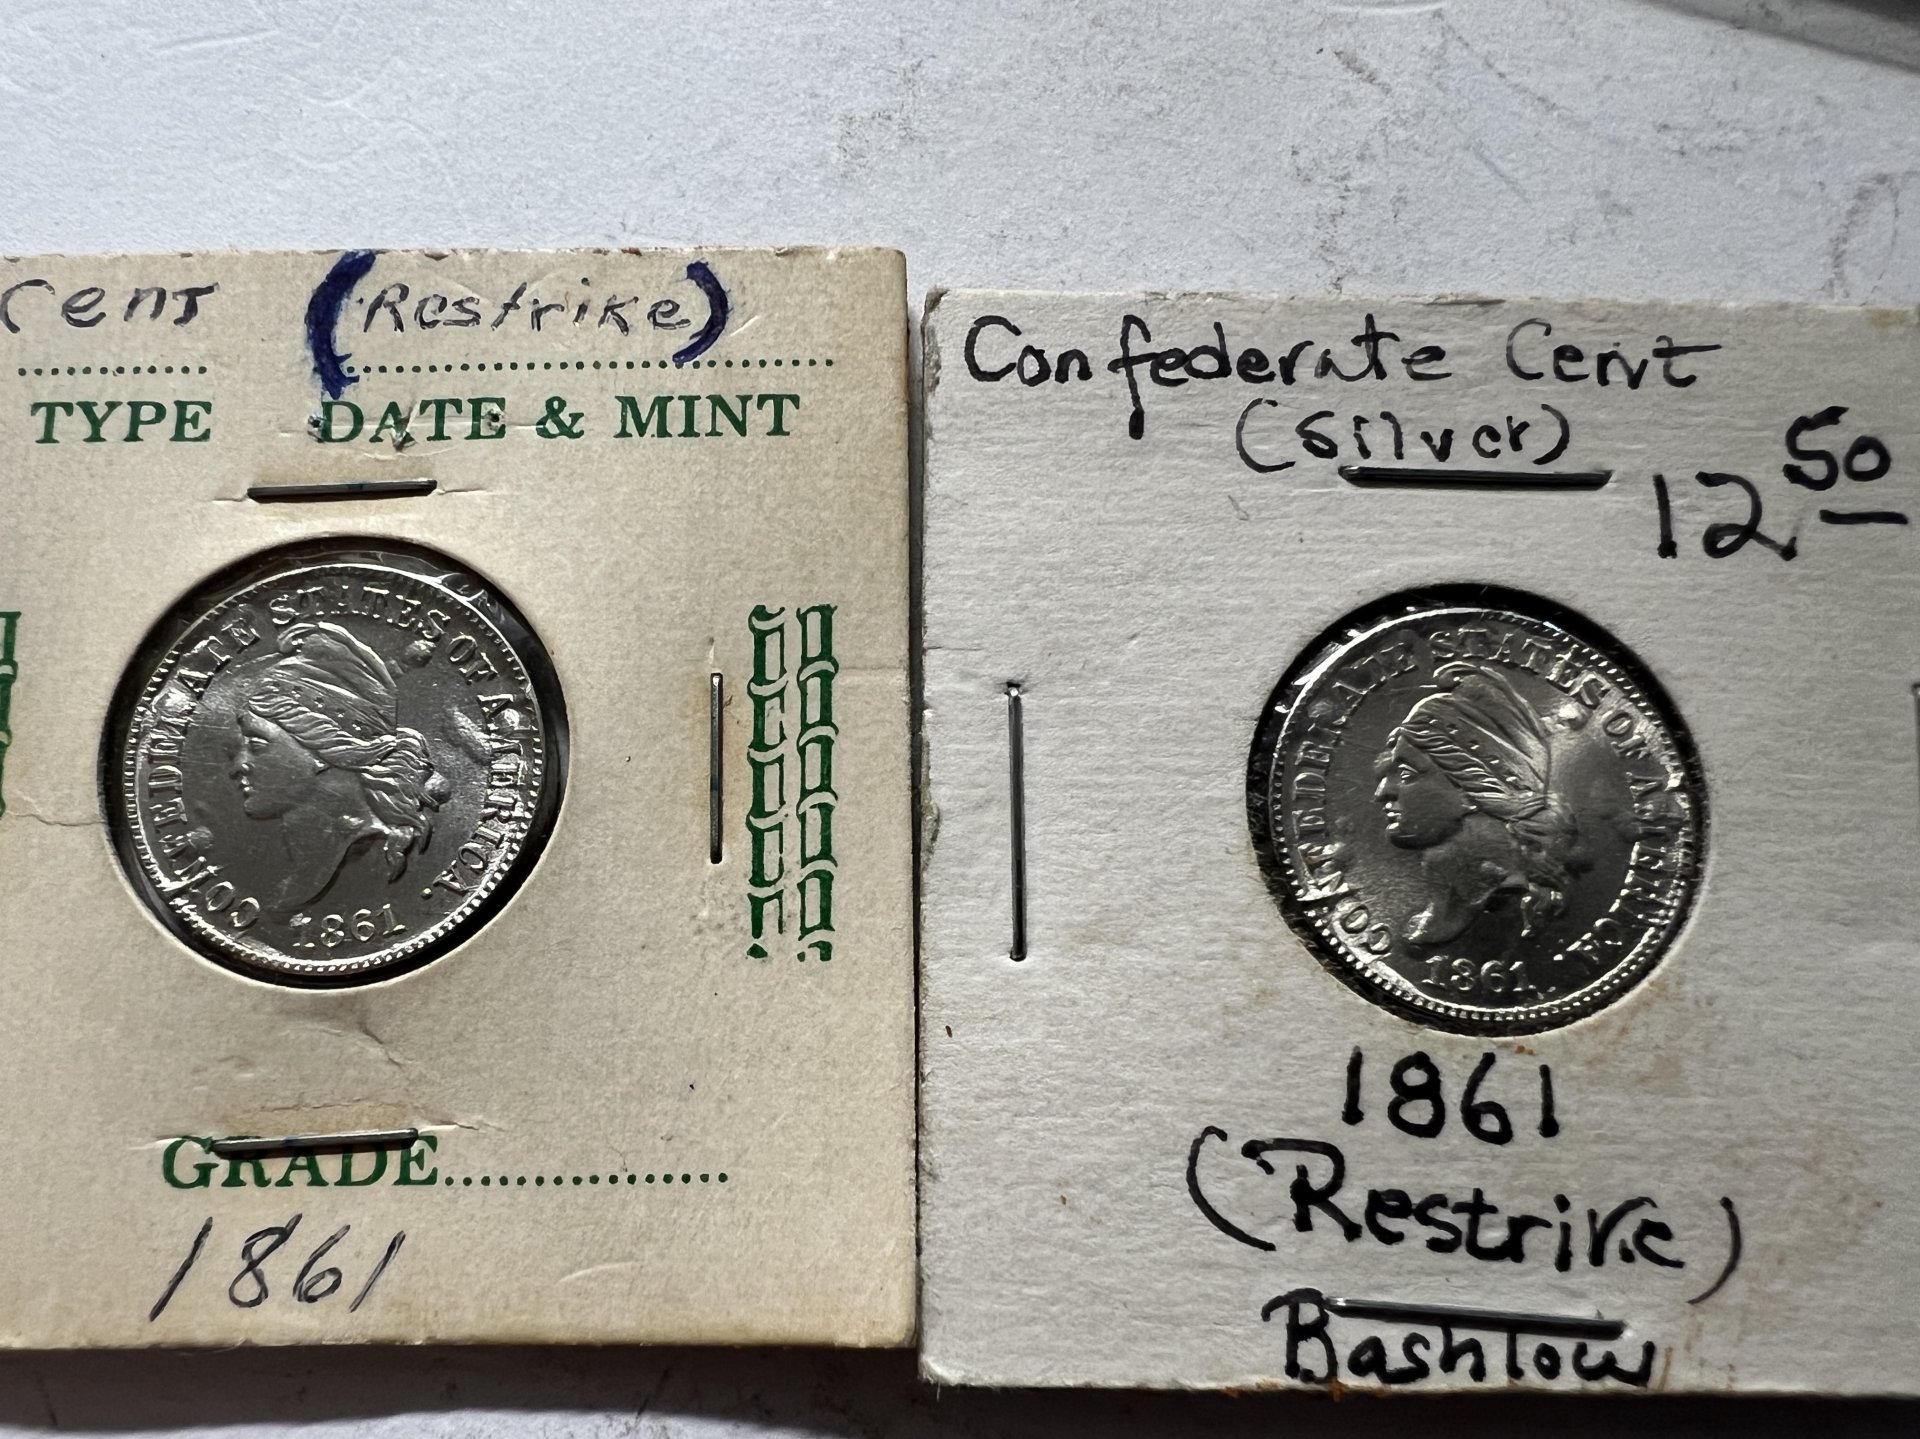 Cent (Restrike)
TYPE DATE & MINT
CONFEDERATE STATES OF AMERICA.
1861
GRADE
1861
Confederate Cent
(Silver)
12 50
CONFEDERATE STATES OF AMERICA.
1861
1861
(Restrike)
Bashlow